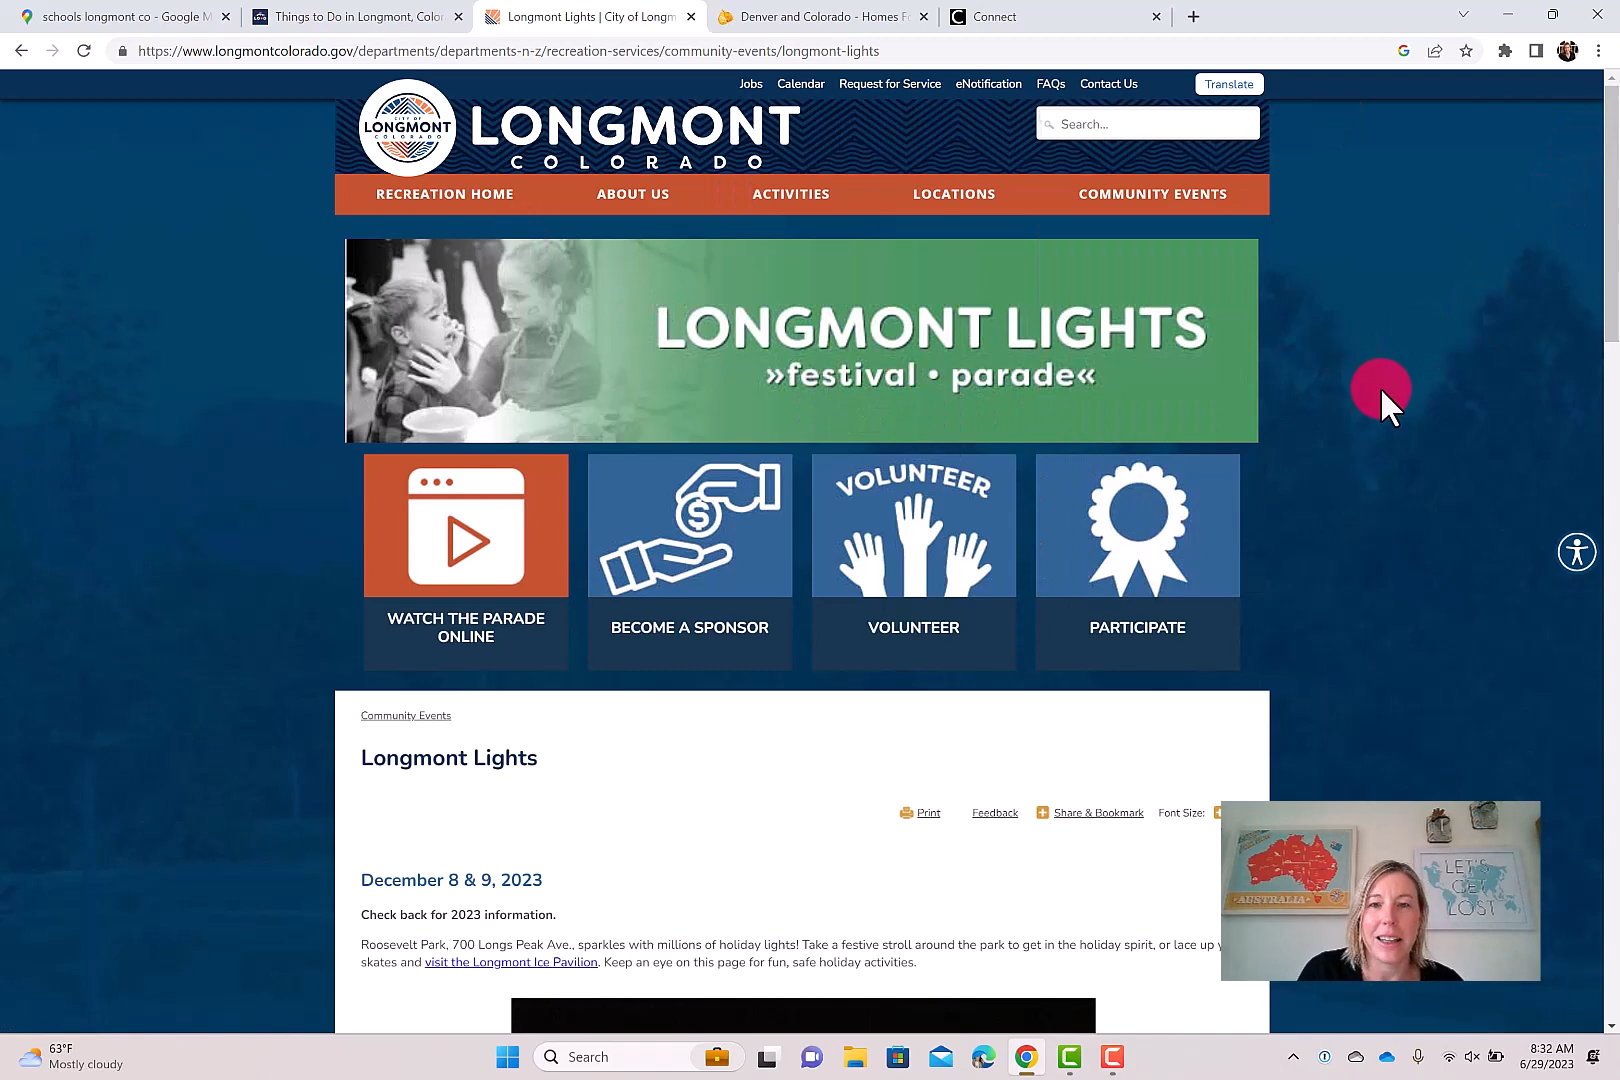 schools longmont co - Google M
Things to Do in Longmont, Color
Longmont Lights | City of Longm
Denver and Colorado - Homes F
Connect
https://www.longmontcolorado.gov/departments/departments-n-z/recreation-services/community-events/longmont-lights
Jobs Calendar Request for Service eNotification FAQs Contact Us Translate
CITY OF
LONGMONT
COLORADO
LONGMONT
COLORADO
Search...
RECREATION HOME ABOUT US ACTIVITIES LOCATIONS COMMUNITY EVENTS
LONGMONT LIGHTS
»festival • parade«
VOLUNTEER
WATCH THE PARADE
ONLINE
BECOME A SPONSOR
VOLUNTEER
PARTICIPATE
Community Events
Longmont Lights
Print Feedback Share & Bookmark Font Size:
December 8 & 9, 2023
Check back for 2023 information.
Roosevelt Park, 700 Longs Peak Ave., sparkles with millions of holiday lights! Take a festive stroll around the park to get in the holiday spirit, or lace up y
skates and visit the Longmont Ice Pavilion. Keep an eye on this page for fun, safe holiday activities.
AUSTRALIA
LET'S
GET
LOST
63°F
Mostly cloudy
Search
8:32 AM
6/29/2023